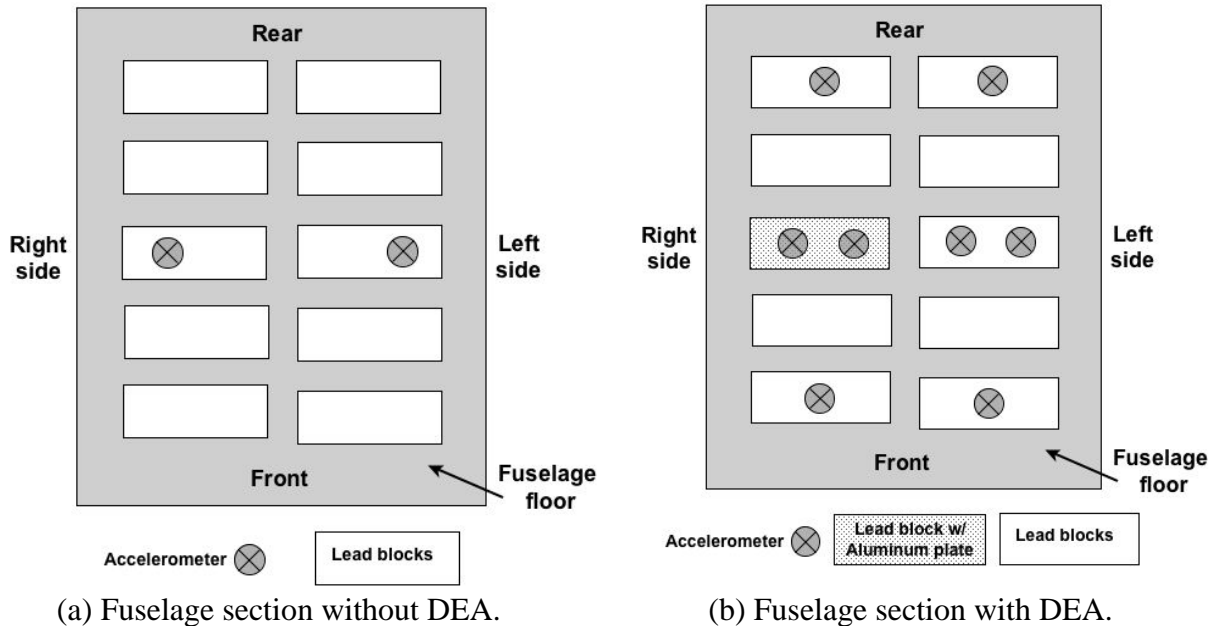 Rear
Right side
Left side
Front
Fuselage floor
Accelerometer
Lead blocks
(a) Fuselage section without DEA.
Rear
Right side
Left side
Front
Fuselage floor
Accelerometer
Lead block w/
Aluminum plate
Lead blocks
(b) Fuselage section with DEA.